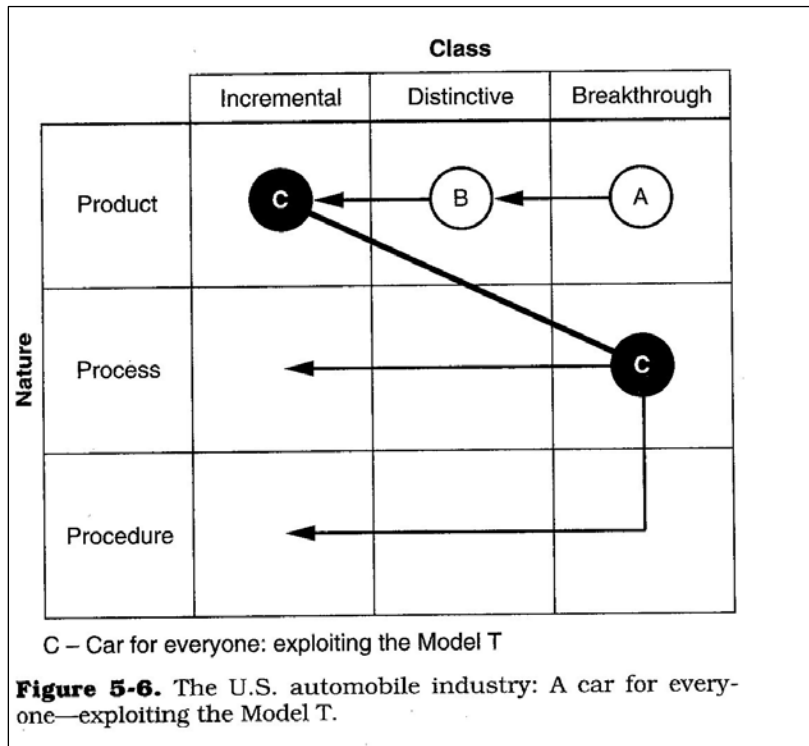 Class
Incremental Distinctive Breakthrough
Product C B A
Nature
Process C
Procedure
C – Car for everyone: exploiting the Model T
Figure 5-6. The U.S. automobile industry: A car for every-
one—exploiting the Model T.